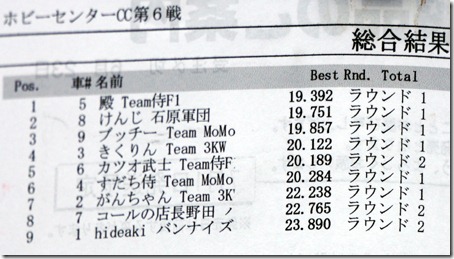 ホビーセンターCC第6戦
総合結果
Pos. 車# 名前 Best Rnd. Total
1 5 殿 Team侍F1 19.392 ラウンド 1
2 8 けんじ 石原軍団 19.751 ラウンド 1
3 9 ブッチー Team MoMo 19.857 ラウンド 1
4 3 きくりん Team 3KW 20.122 ラウンド 1
5 6 カツオ武士 Team侍F 20.189 ラウンド 2
6 4 すだち侍 Team MoMo 20.284 ラウンド 1
7 2 がんちゃん Team 3K 22.238 ラウンド 1
8 7 コールの店長野田 ノ 22.765 ラウンド 2
9 1 hideaki バンナイズ 23.890 ラウンド 2